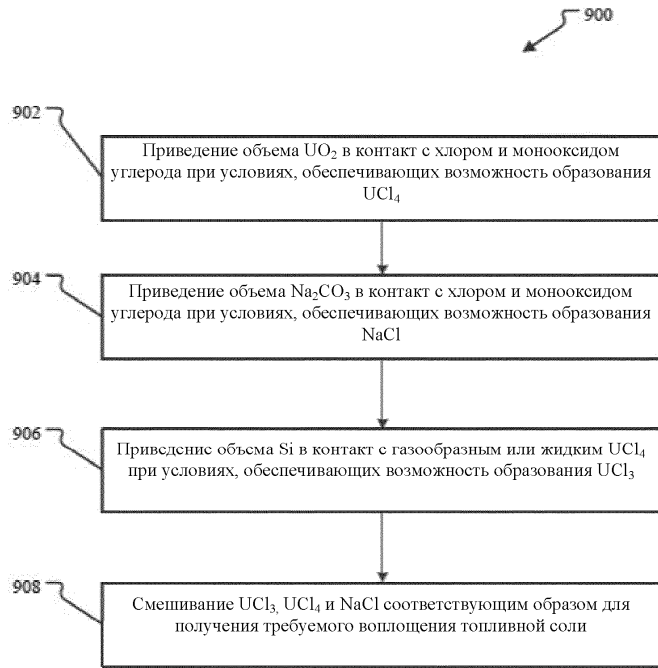 900
902
Приведение объема UO₂ в контакт с хлором и монооксидом
углерода при условиях, обеспечивающих возможность образования
UCl₄
904
Приведение объема Na₂CO₃ в контакт с хлором и монооксидом
углерода при условиях, обеспечивающих возможность образования
NaCl
906
Приведение объема Si в контакт с газообразным или жидким UCl₄
при условиях, обеспечивающих возможность образования UCl₃
908
Смешивание UCl₃, UCl₄ и NaCl соответствующим образом для
получения требуемого воплощения топливной соли